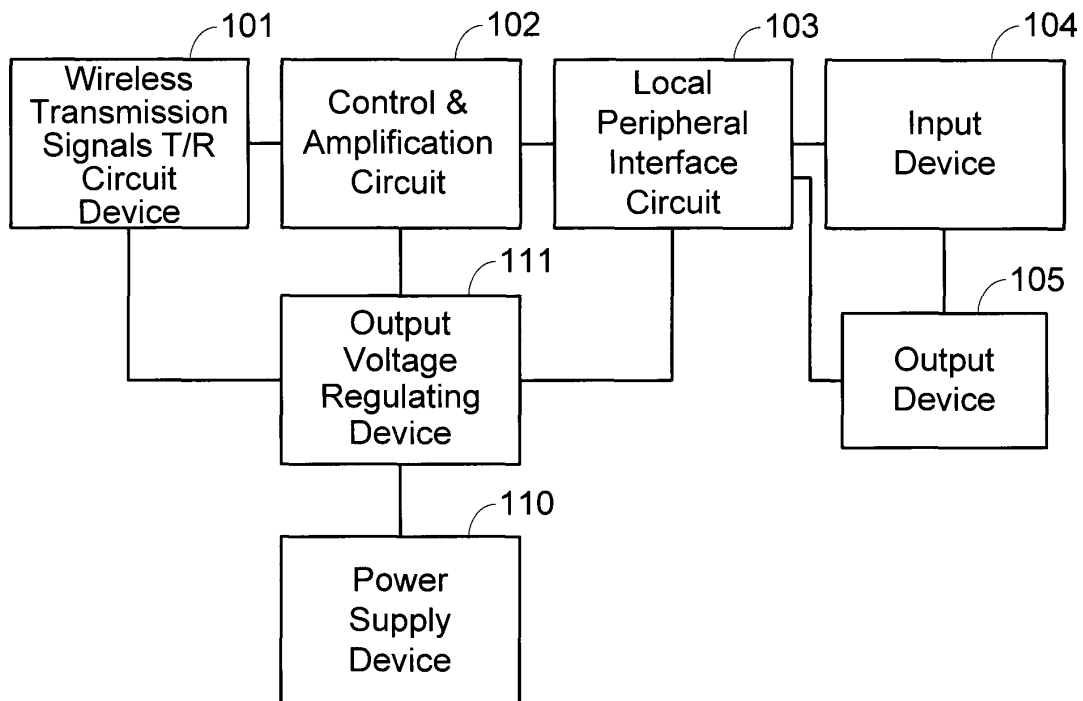 101
102
103
104
Wireless
Transmission
Signals T/R
Circuit
Device
Control &
Amplification
Circuit
Local
Peripheral
Interface
Circuit
Input
Device
111
105
Output
Voltage
Regulating
Device
Output
Device
110
Power
Supply
Device